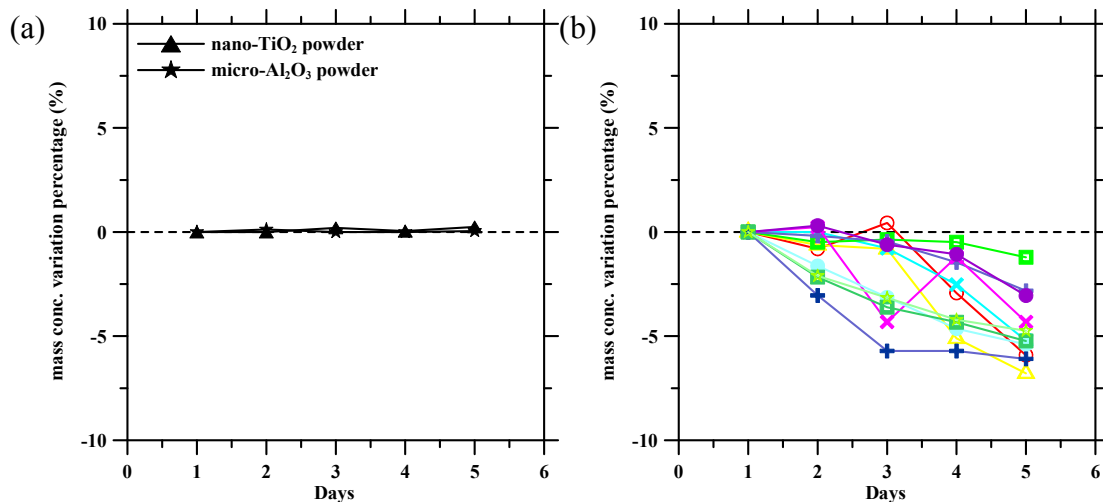 (a)
10
5
0
-5
-10
mass conc. variation percentage (%)
nano-TiO₂ powder
micro-Al₂O₃ powder
0 1 2 3 4 5 6
Days
(b)
10
5
0
-5
-10
mass conc. variation percentage (%)
0 1 2 3 4 5 6
Days